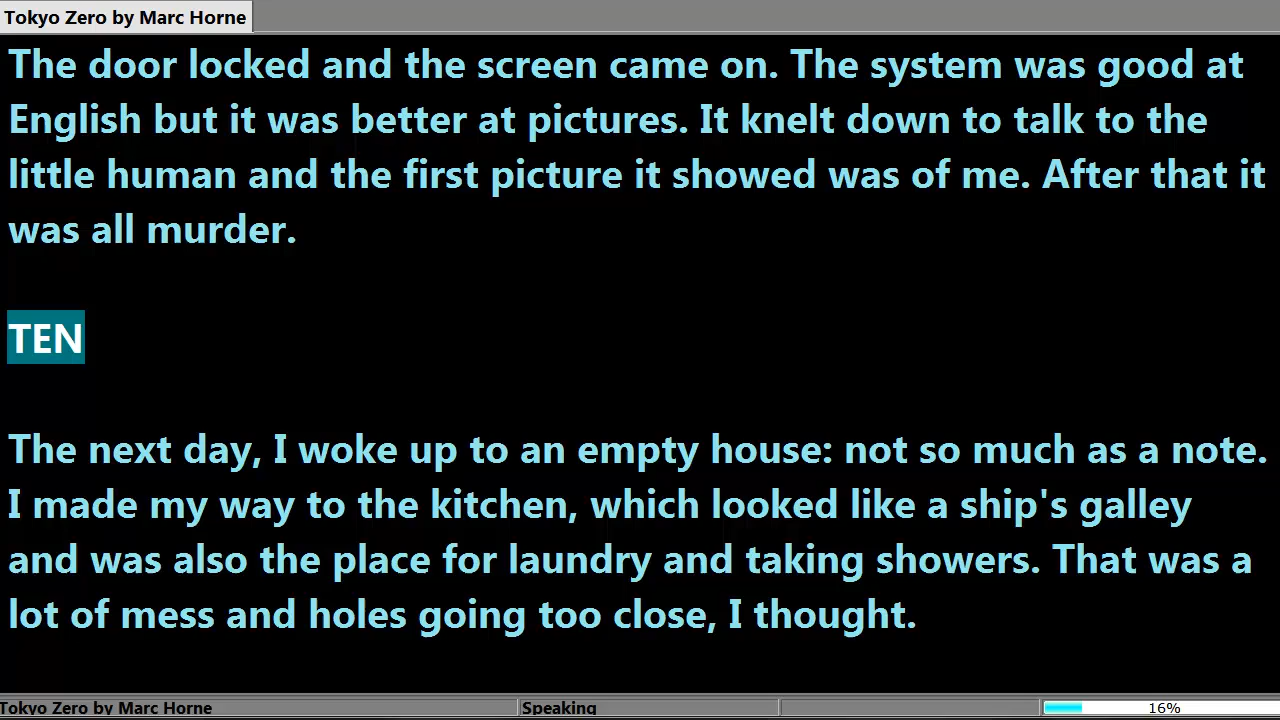 Tokyo Zero by Marc Horne
The door locked and the screen came on. The system was good at
English but it was better at pictures. It knelt down to talk to the
little human and the first picture it showed was of me. After that it
was all murder.
TEN
The next day, I woke up to an empty house: not so much as a note.
I made my way to the kitchen, which looked like a ship's galley
and was also the place for laundry and taking showers. That was a
lot of mess and holes going too close, I thought.
Tokyo Zero by Marc Horne
Speaking
16%